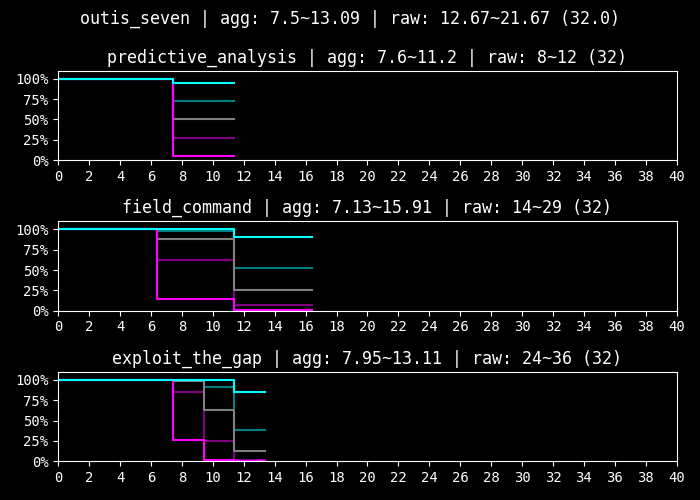 outis_seven | agg: 7.5~13.09 | raw: 12.67~21.67 (32.0)
predictive_analysis | agg: 7.6~11.2 | raw: 8~12 (32)
100%
75%
50%
25%
0%
0 2 4 6 8 10 12 14 16 18 20 22 24 26 28 30 32 34 36 38 40
field_command | agg: 7.13~15.91 | raw: 14~29 (32)
100%
75%
50%
25%
0%
0 2 4 6 8 10 12 14 16 18 20 22 24 26 28 30 32 34 36 38 40
exploit_the_gap | agg: 7.95~13.11 | raw: 24~36 (32)
100%
75%
50%
25%
0%
0 2 4 6 8 10 12 14 16 18 20 22 24 26 28 30 32 34 36 38 40